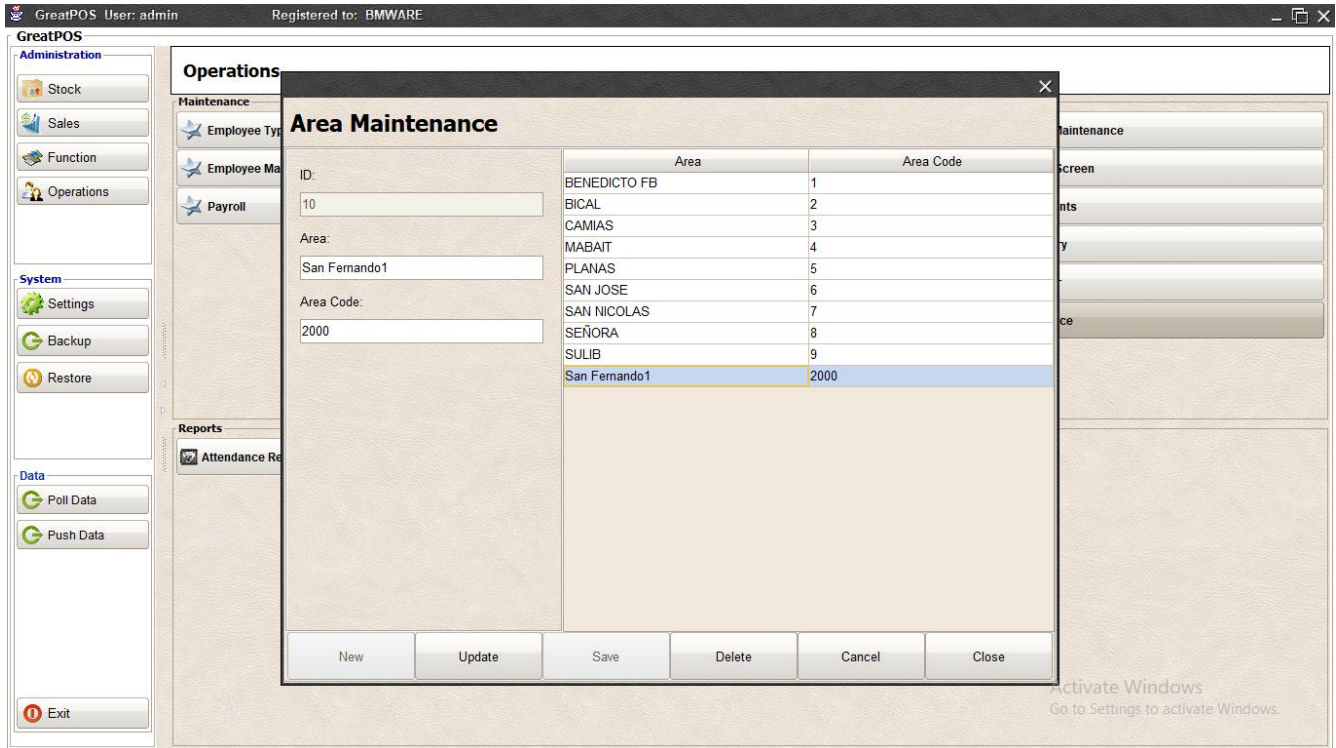 GreatPOS User: admin Registered to: BMWARE
GreatPOS
Administration
Stock
Sales
Function
Operations
System
Settings
Backup
Restore
Data
Poll Data
Push Data
Exit
Operations
Maintenance
Employee Typ
Employee Ma
Payroll
Maintenance
Screen
nts
ry
ce
Reports
Attendance Re
Area Maintenance
ID:
10
Area:
San Fernando1
Area Code:
2000
Area Area Code
BENEDICTO FB 1
BICAL 2
CAMIAS 3
MABAIT 4
PLANAS 5
SAN JOSE 6
SAN NICOLAS 7
SEÑORA 8
SULIB 9
San Fernando1 2000
New Update Save Delete Cancel Close
Activate Windows
Go to Settings to activate Windows.